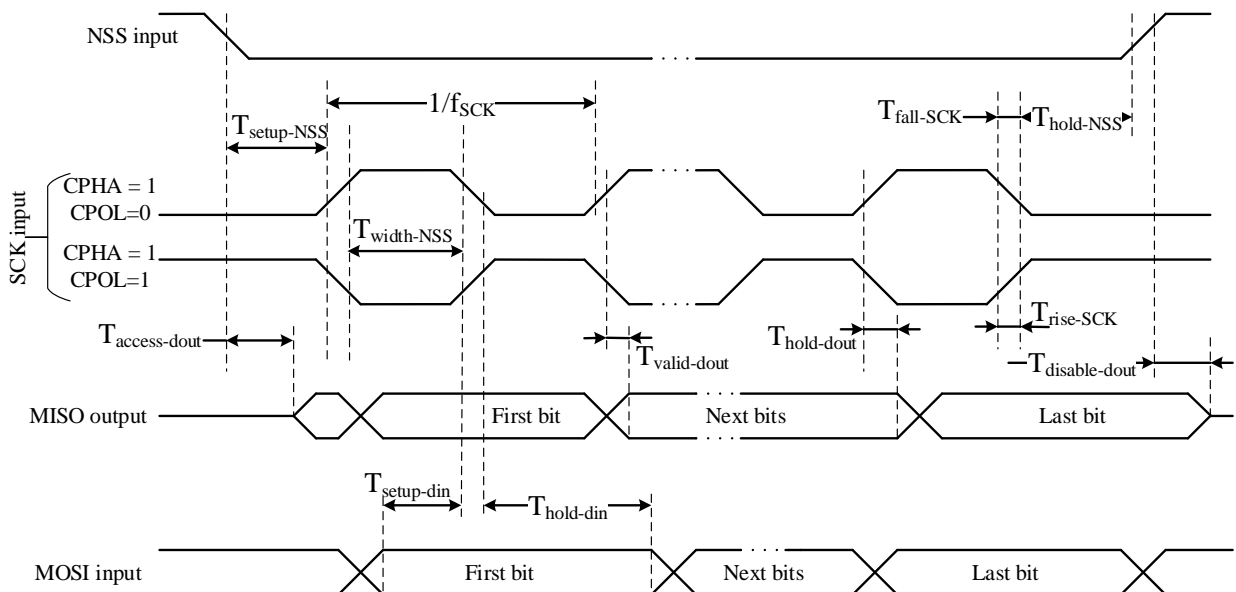 NSS input
1/fSCK
Tfall-SCK
Thold-NSS
Tsetup-NSS
SCK input
CPHA = 1
CPOL=0
Twidth-NSS
CPHA = 1
CPOL=1
Taccess-dout
Tvalid-dout
Thold-dout
Trise-SCK
Tdisable-dout
MISO output
First bit
Next bits
Last bit
Tsetup-din
Thold-din
MOSI input
First bit
Next bits
Last bit